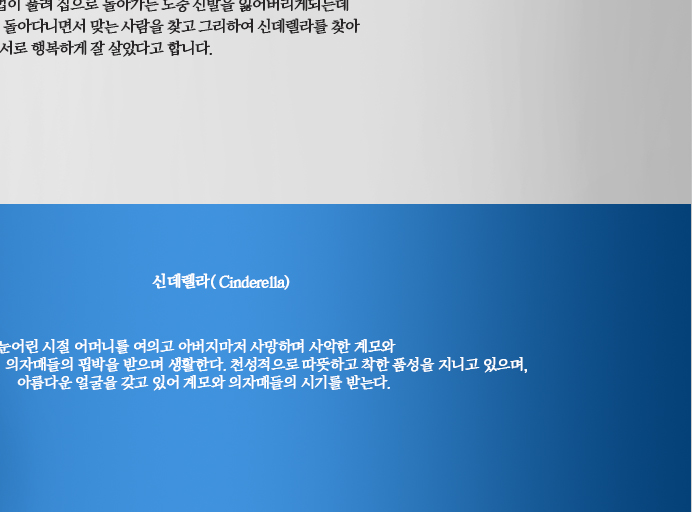 풀려 집으로 돌아가는 도중 신발을 잃어버리게되는데
돌아다니면서 맞는 사람을 찾고 그리하여 신데렐라를 찾아
서로 행복하게 잘 살았다고 합니다.
신데렐라( Cinderella)
눈어린 시절 어머니를 여의고 아버지마저 사망하며 사악한 계모와
의자매들의 핍박을 받으며 생활한다. 천성적으로 따뜻하고 착한 품성을 지니고 있으며,
아름다운 얼굴을 갖고 있어 계모와 의자매들의 시기를 받는다.